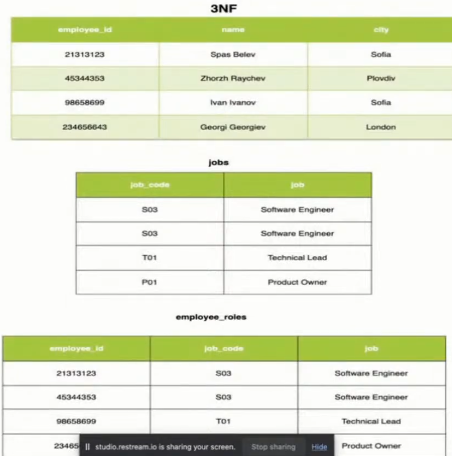 3NF
employee_id name city
21313123 Spas Belev Sofia
45344353 Zhorzh Raychev Plovdiv
98658699 Ivan Ivanov Sofia
234656643 Georgi Georgiev London
jobs
job_code job
S03 Software Engineer
S03 Software Engineer
T01 Technical Lead
P01 Product Owner
employee_roles
employee_id job_code job
21313123 S03 Software Engineer
45344353 S03 Software Engineer
98658699 T01 Technical Lead
23465 Product Owner
studio.restream.io is sharing your screen. Stop sharing Hide